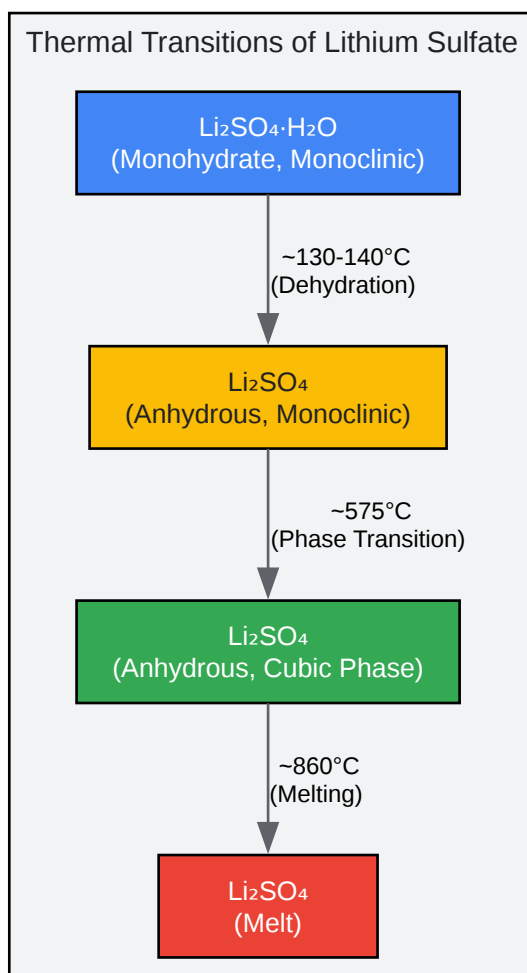 Thermal Transitions of Lithium Sulfate
Li₂SO₄·H₂O
(Monohydrate, Monoclinic)
~130-140°C
(Dehydration)
Li₂SO₄
(Anhydrous, Monoclinic)
~575°C
(Phase Transition)
Li₂SO₄
(Anhydrous, Cubic Phase)
~860°C
(Melting)
Li₂SO₄
(Melt)